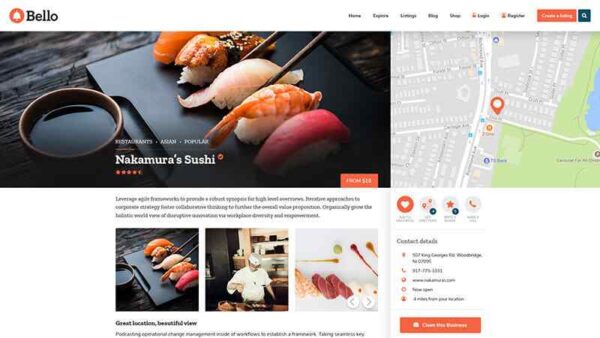 Bello
Home Explore Listings Blog Shop Login Register Create a listing
RESTAURANTS • ASIAN • POPULAR
Nakamura's Sushi
FROM $10
Leverage agile frameworks to provide a robust synopsis for high level overviews. Iterative approaches to
corporate strategy foster collaborative thinking to further the overall value proposition. Organically grow the
holistic world view of disruptive innovation via workplace diversity and empowerment.
Contact details
557 King Georges Rd, Woodbridge,
NJ 07095
917-775-3331
www.nakamuras.com
Now open
4 miles from your location
Claim this Business
Great location, beautiful view
Podcasting operational change management inside of workflows to establish a framework. Taking seamless key